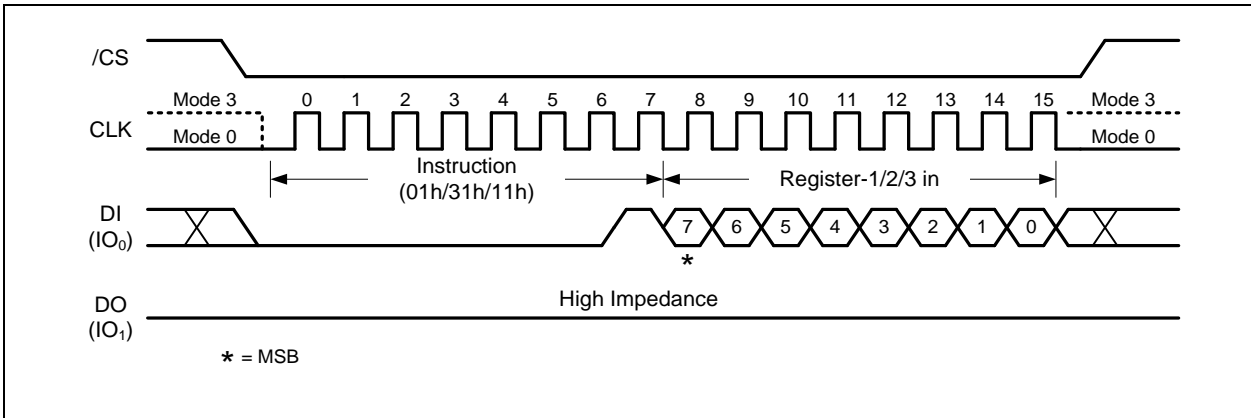 /CS
Mode 3 0 1 2 3 4 5 6 7 8 9 10 11 12 13 14 15 Mode 3
CLK
Mode 0 Mode 0
Instruction
(01h/31h/11h)
Register-1/2/3 in
DI
(IO₀)
7 6 5 4 3 2 1 0
*
High Impedance
DO
(IO₁)
* = MSB